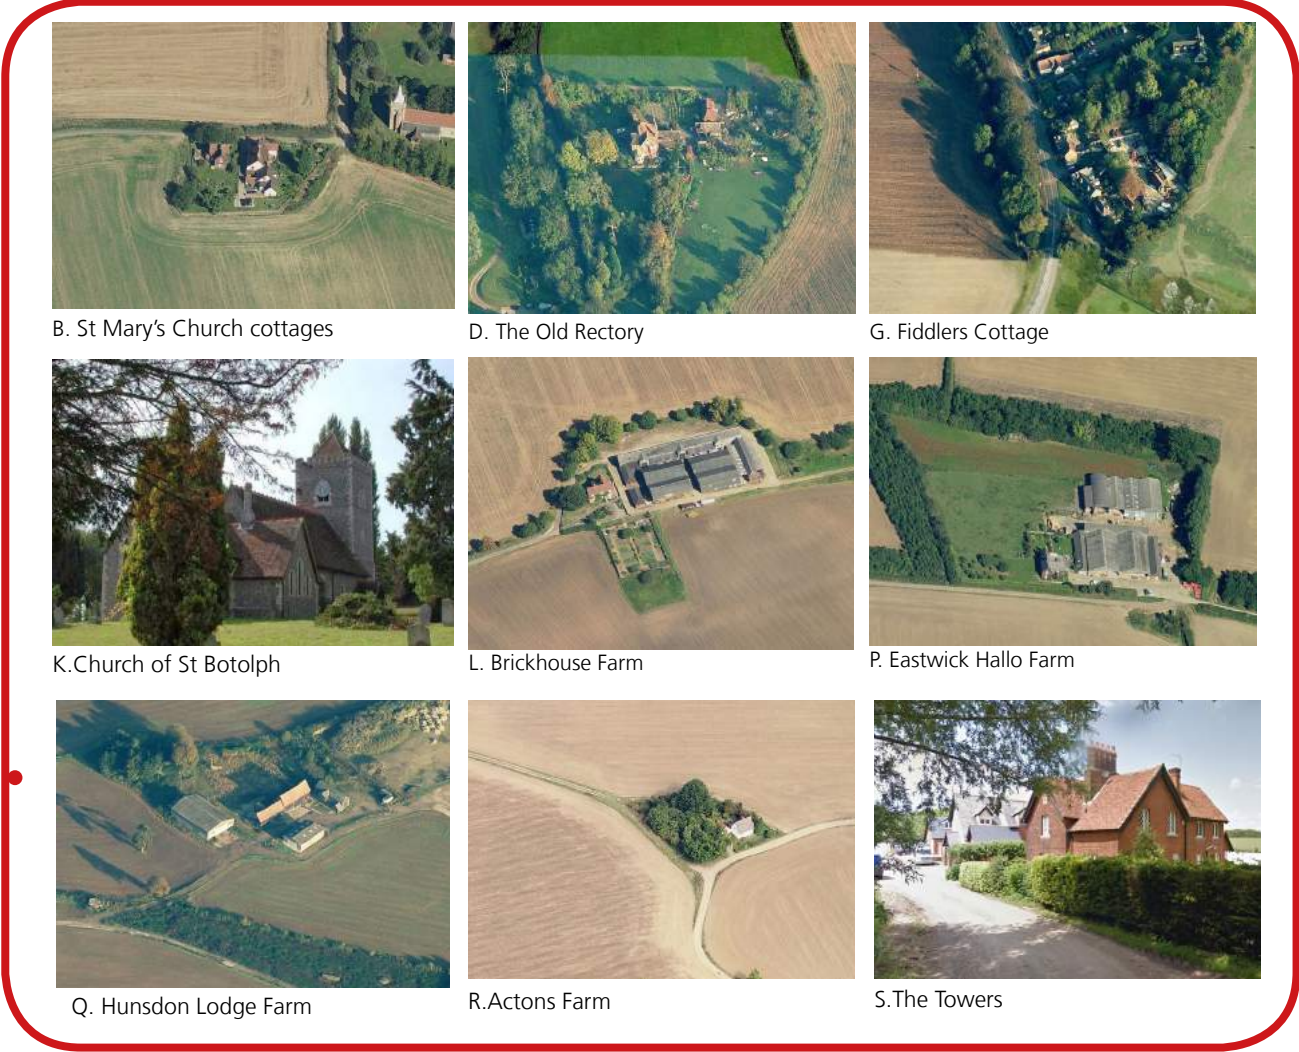 B. St Mary’s Church cottages
D. The Old Rectory
G. Fiddlers Cottage
K.Church of St Botolph
L. Brickhouse Farm
P. Eastwick Hallo Farm
Q. Hunsdon Lodge Farm
R.Actons Farm
S.The Towers